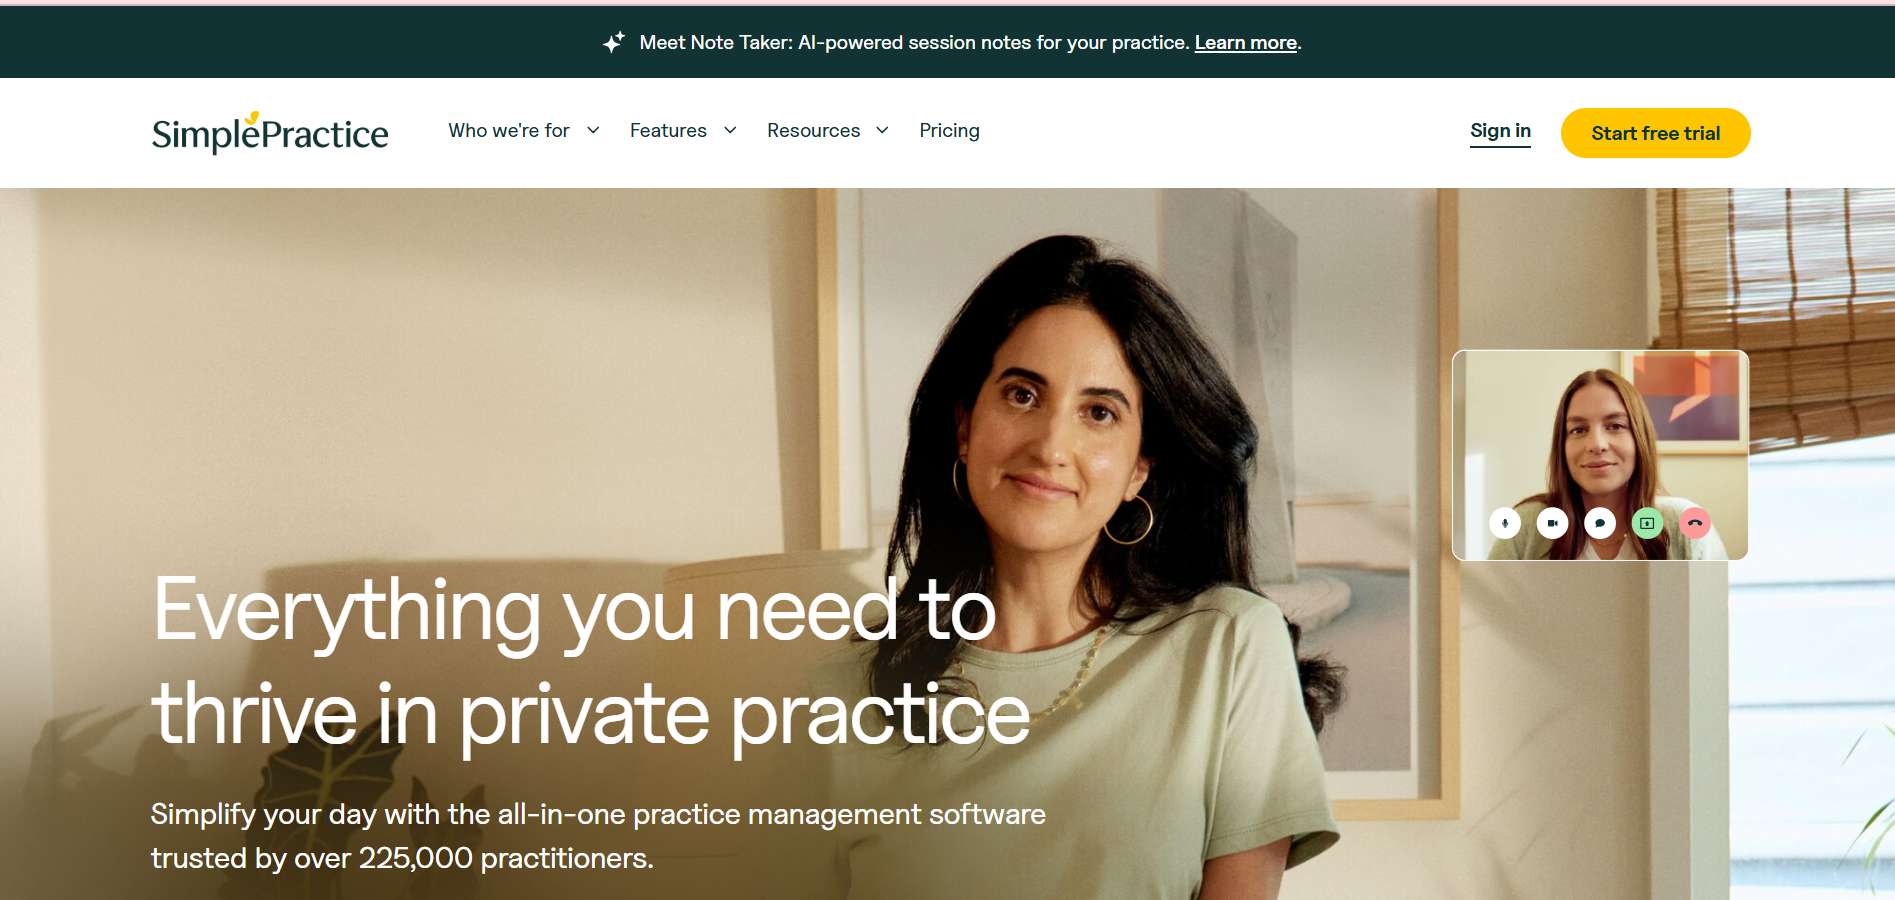 Meet Note Taker: AI-powered session notes for your practice. Learn more.
SimplePractice
Who we're for
Features
Resources
Pricing
Sign in
Start free trial
Everything you need to
thrive in private practice
Simplify your day with the all-in-one practice management software
trusted by over 225,000 practitioners.